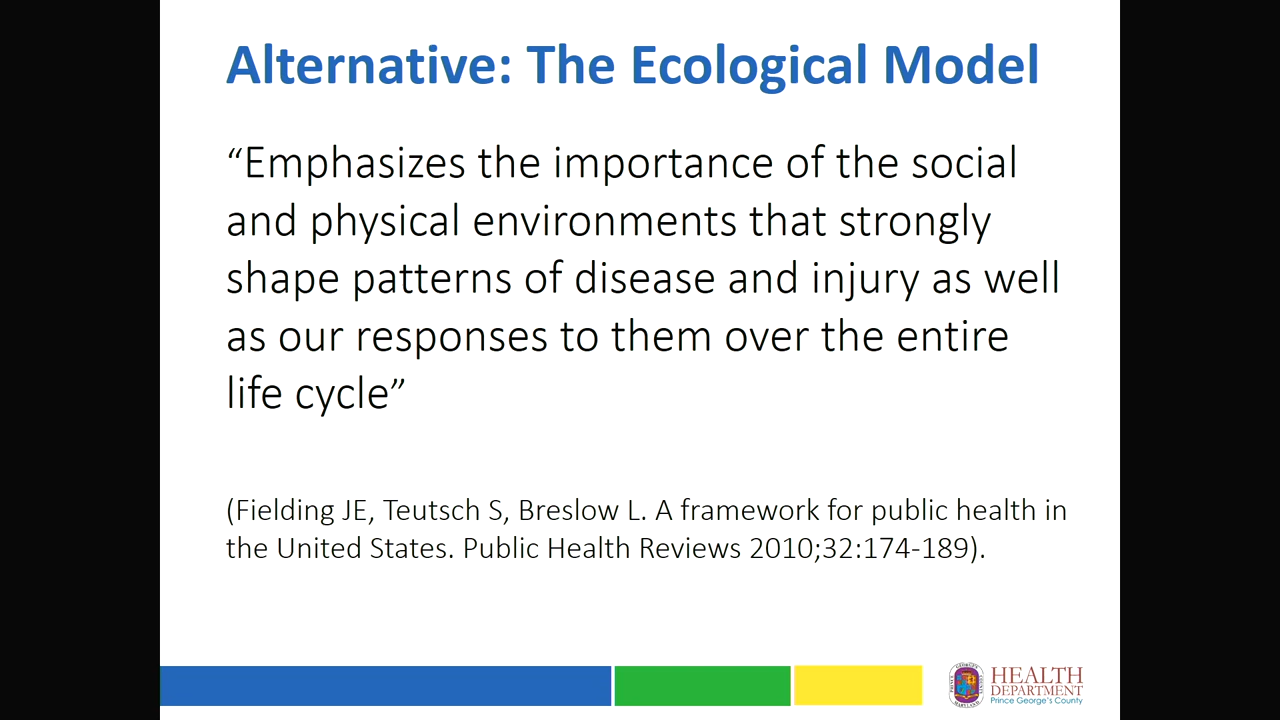 Alternative: The Ecological Model
“Emphasizes the importance of the social
and physical environments that strongly
shape patterns of disease and injury as well
as our responses to them over the entire
life cycle”
(Fielding JE, Teutsch S, Breslow L. A framework for public health in
the United States. Public Health Reviews 2010;32:174-189).
HEALTH
DEPARTMENT
Prince George's County